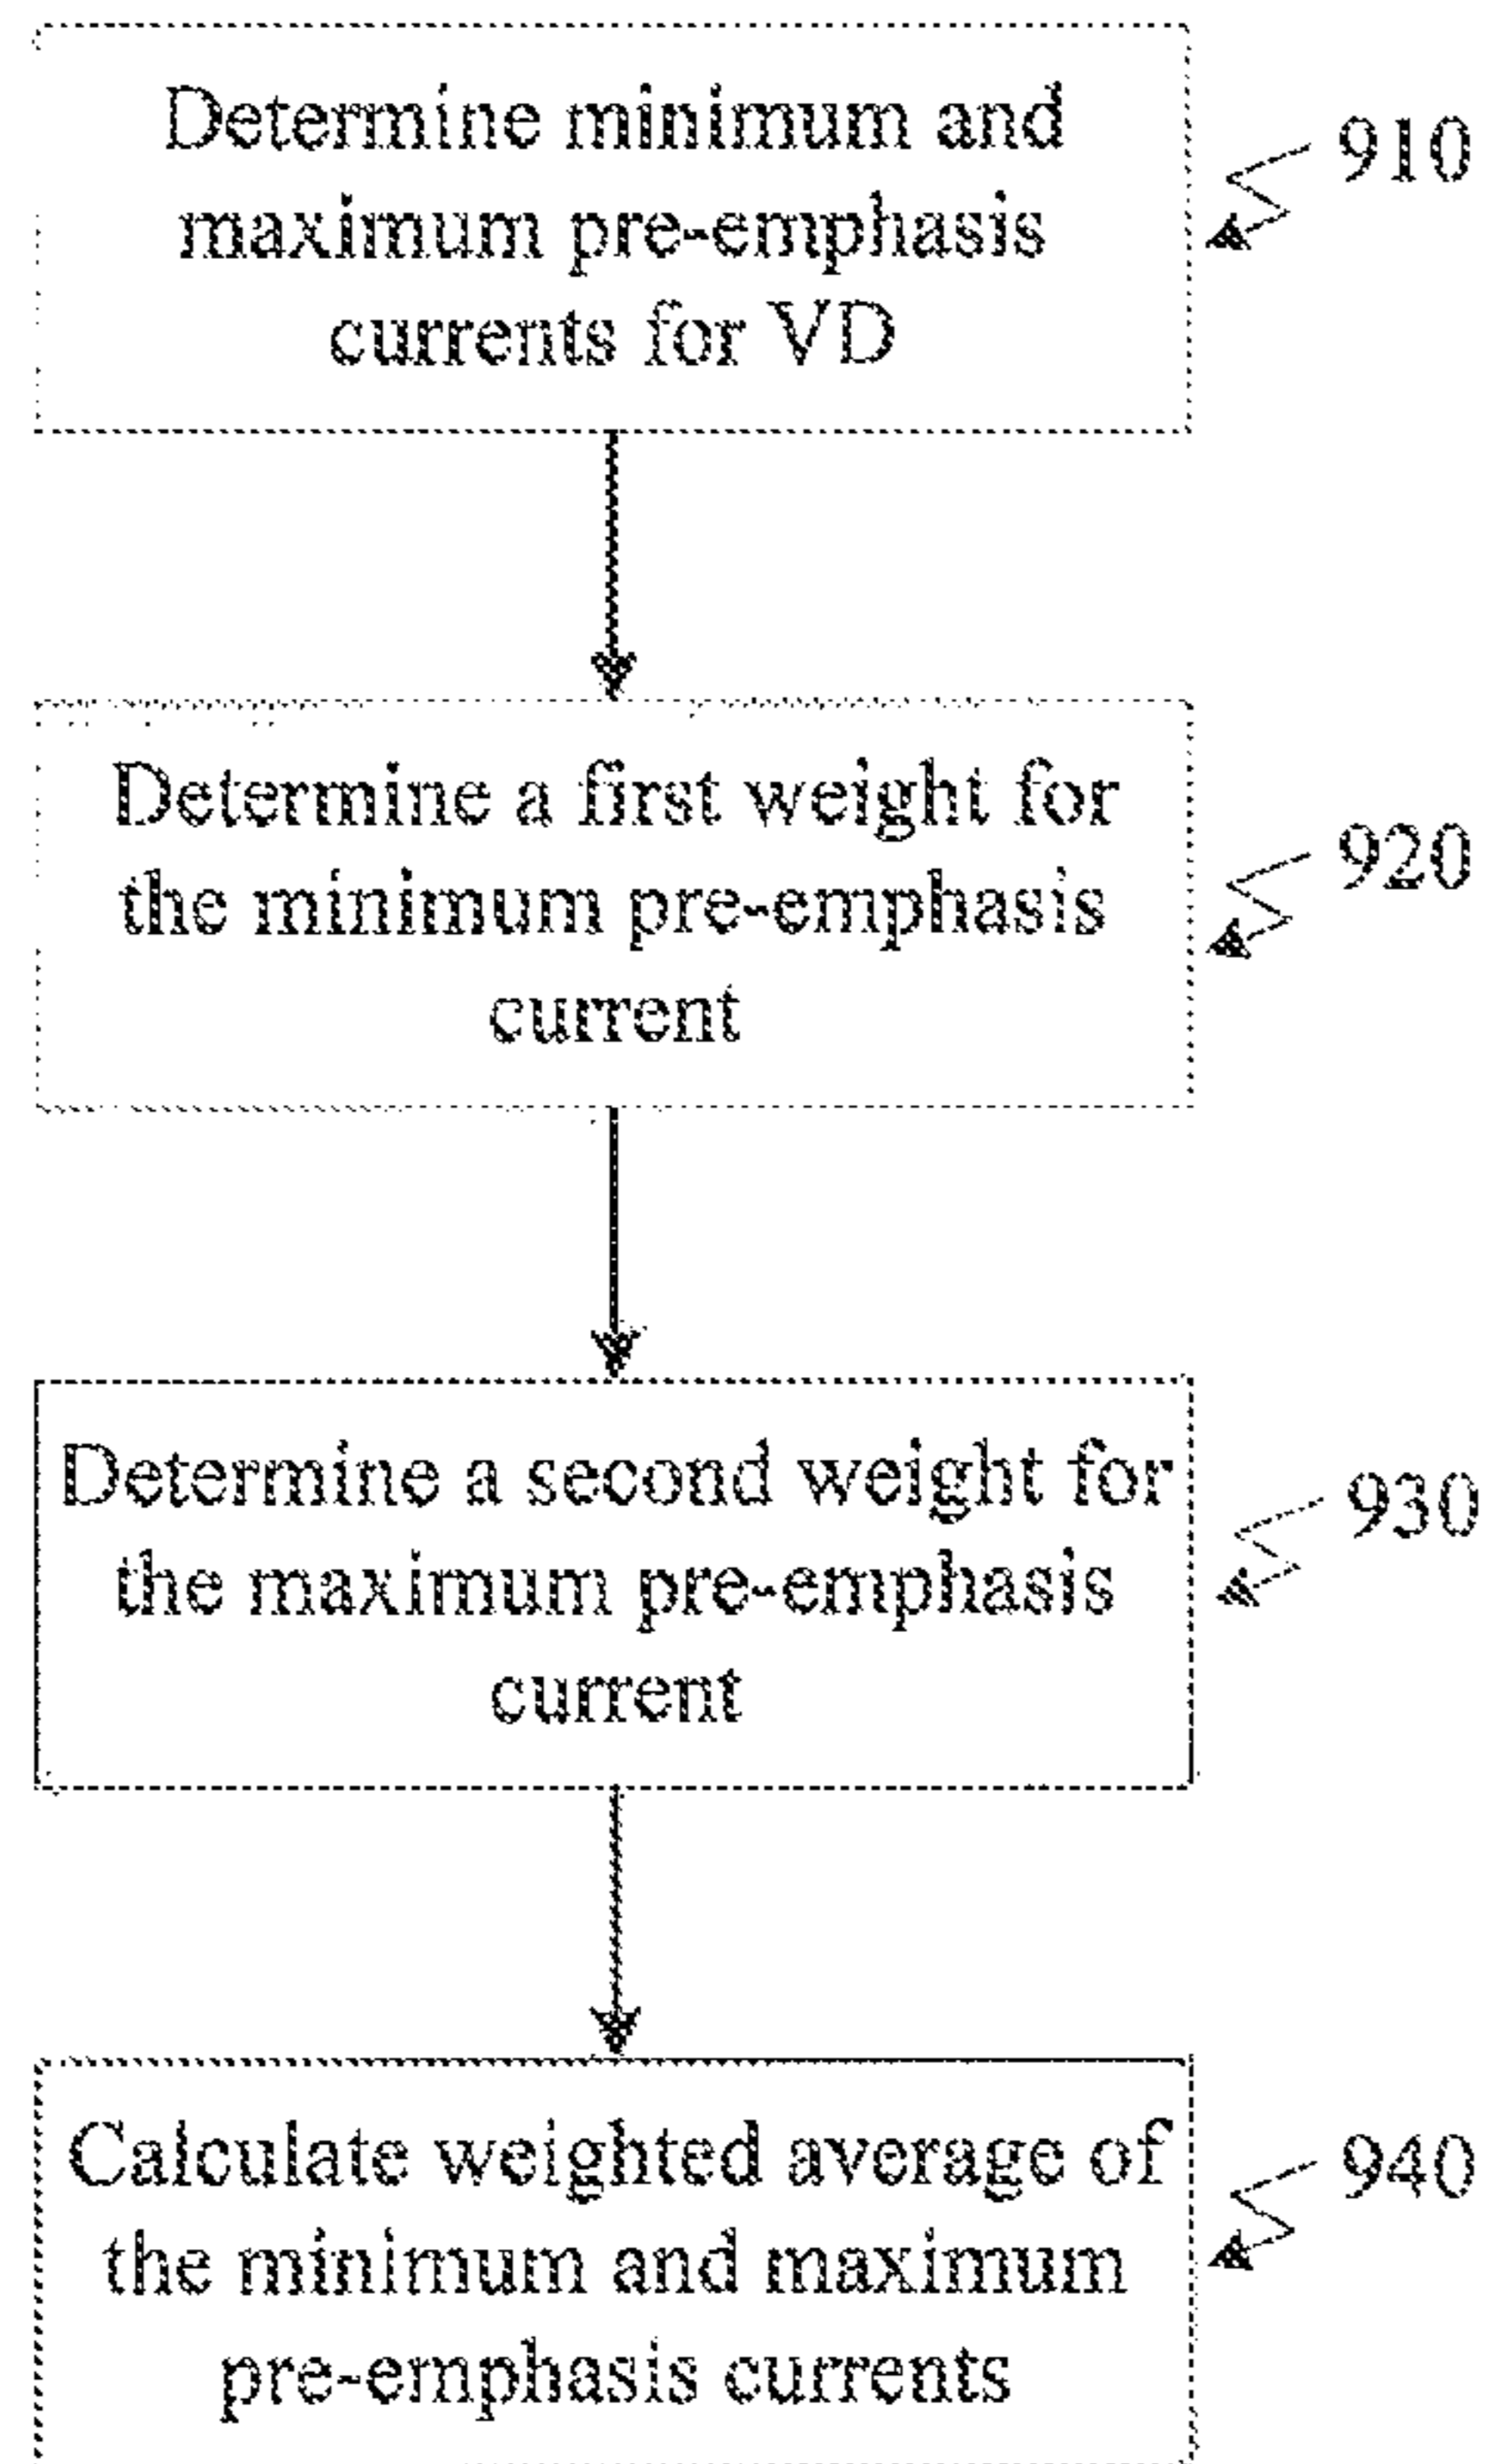 Determine minimum and
maximum pre-emphasis
currents for VD
910
Determine a first weight for
the minimum pre-emphasis
current
920
Determine a second weight for
the maximum pre-emphasis
current
930
Calculate weighted average of
the minimum and maximum
pre-emphasis currents
940